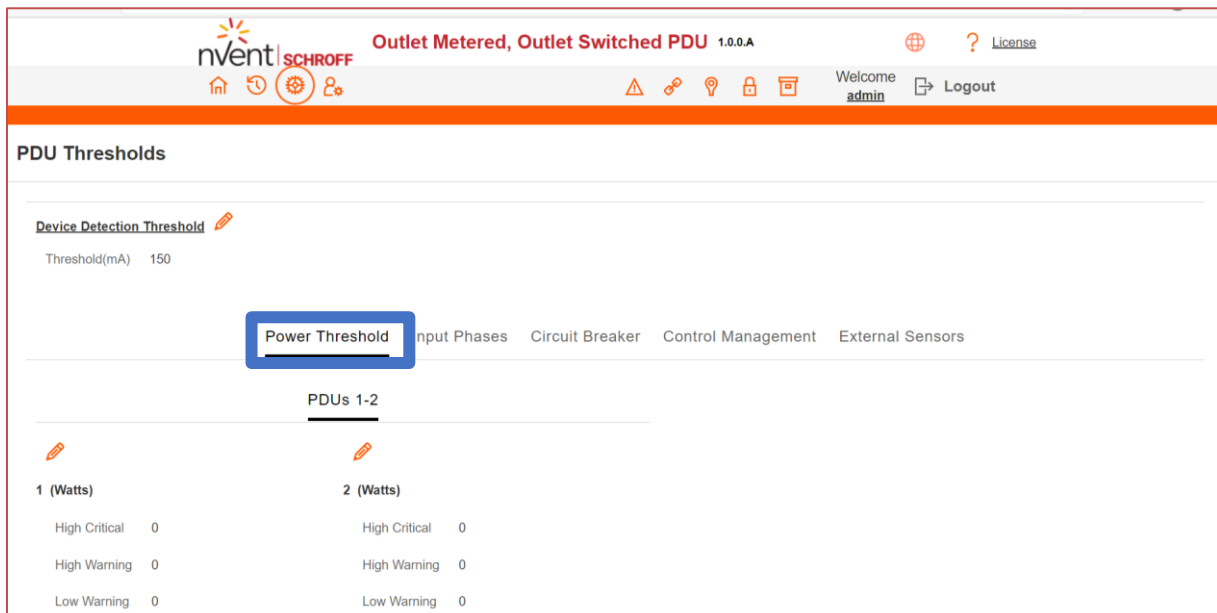 nvent SCHROFF
Outlet Metered, Outlet Switched PDU 1.0.0.A
? License
Welcome
admin
Logout
PDU Thresholds
Device Detection Threshold
Threshold(mA) 150
Power Threshold nput Phases Circuit Breaker Control Management External Sensors
PDUs 1-2
1 (Watts) 2 (Watts)
High Critical 0 High Critical 0
High Warning 0 High Warning 0
Low Warning 0 Low Warning 0